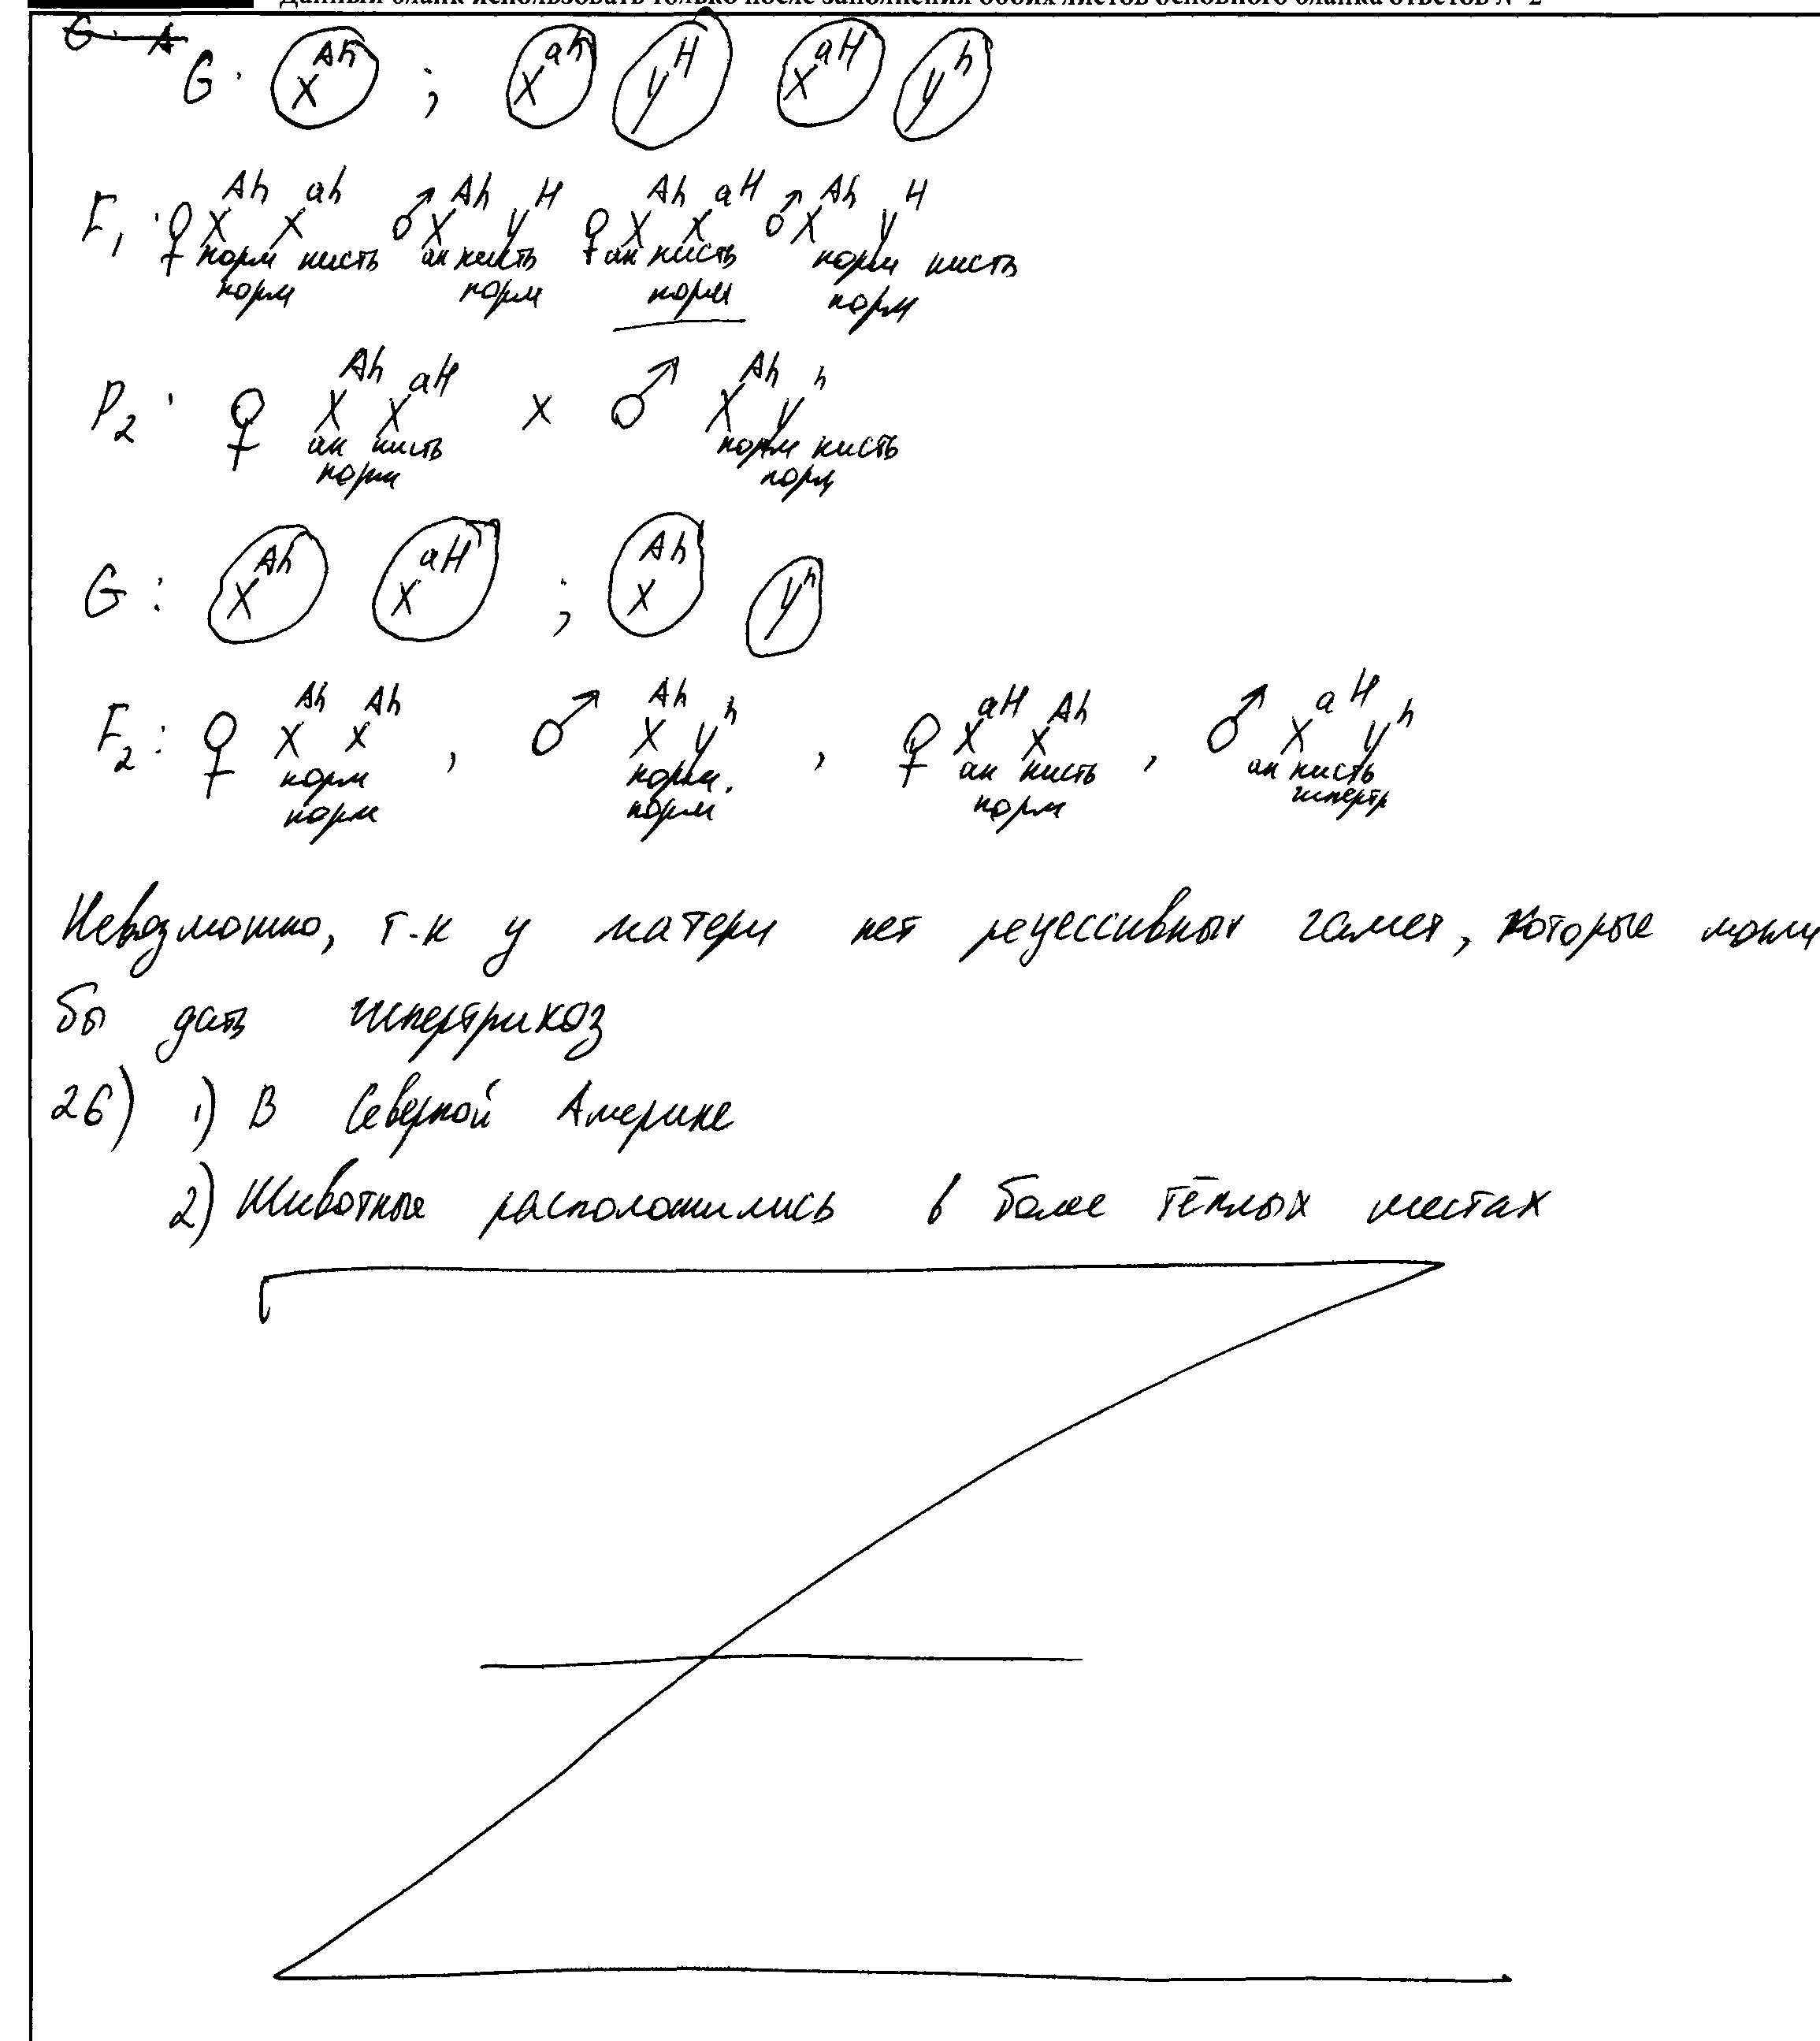 Данный бланк использовать только после заполнения обоих листов основного бланка ответов № 2
G: X^Ah ; X^ah Y^H X^aH Y^h
F1: ♀ X^Ah X^ah ♂ X^Ah Y^H ♀ X^Ah X^aH ♂ X^Ah Y^H
норм кисть ан кисть ан кисть норм кисть
норм норм норм норм
P2: ♀ X^Ah X^aH x ♂ X^Ah Y^h
ан кисть норм кисть
норм норм
G: X^Ah X^aH ; X^Ah Y^h
F2: ♀ X^Ah X^Ah , ♂ X^Ah Y^h , ♀ X^aH X^Ah , ♂ X^aH Y^h
норм норм. ан кисть ан кисть
норм норм норм гипертр
Невозможно, т-к у матери нет рецессивных гамет, которые могли
бы дать гипертрихоз
26) 1) В Северной Америке
2) Животные расположились в более тёплых местах